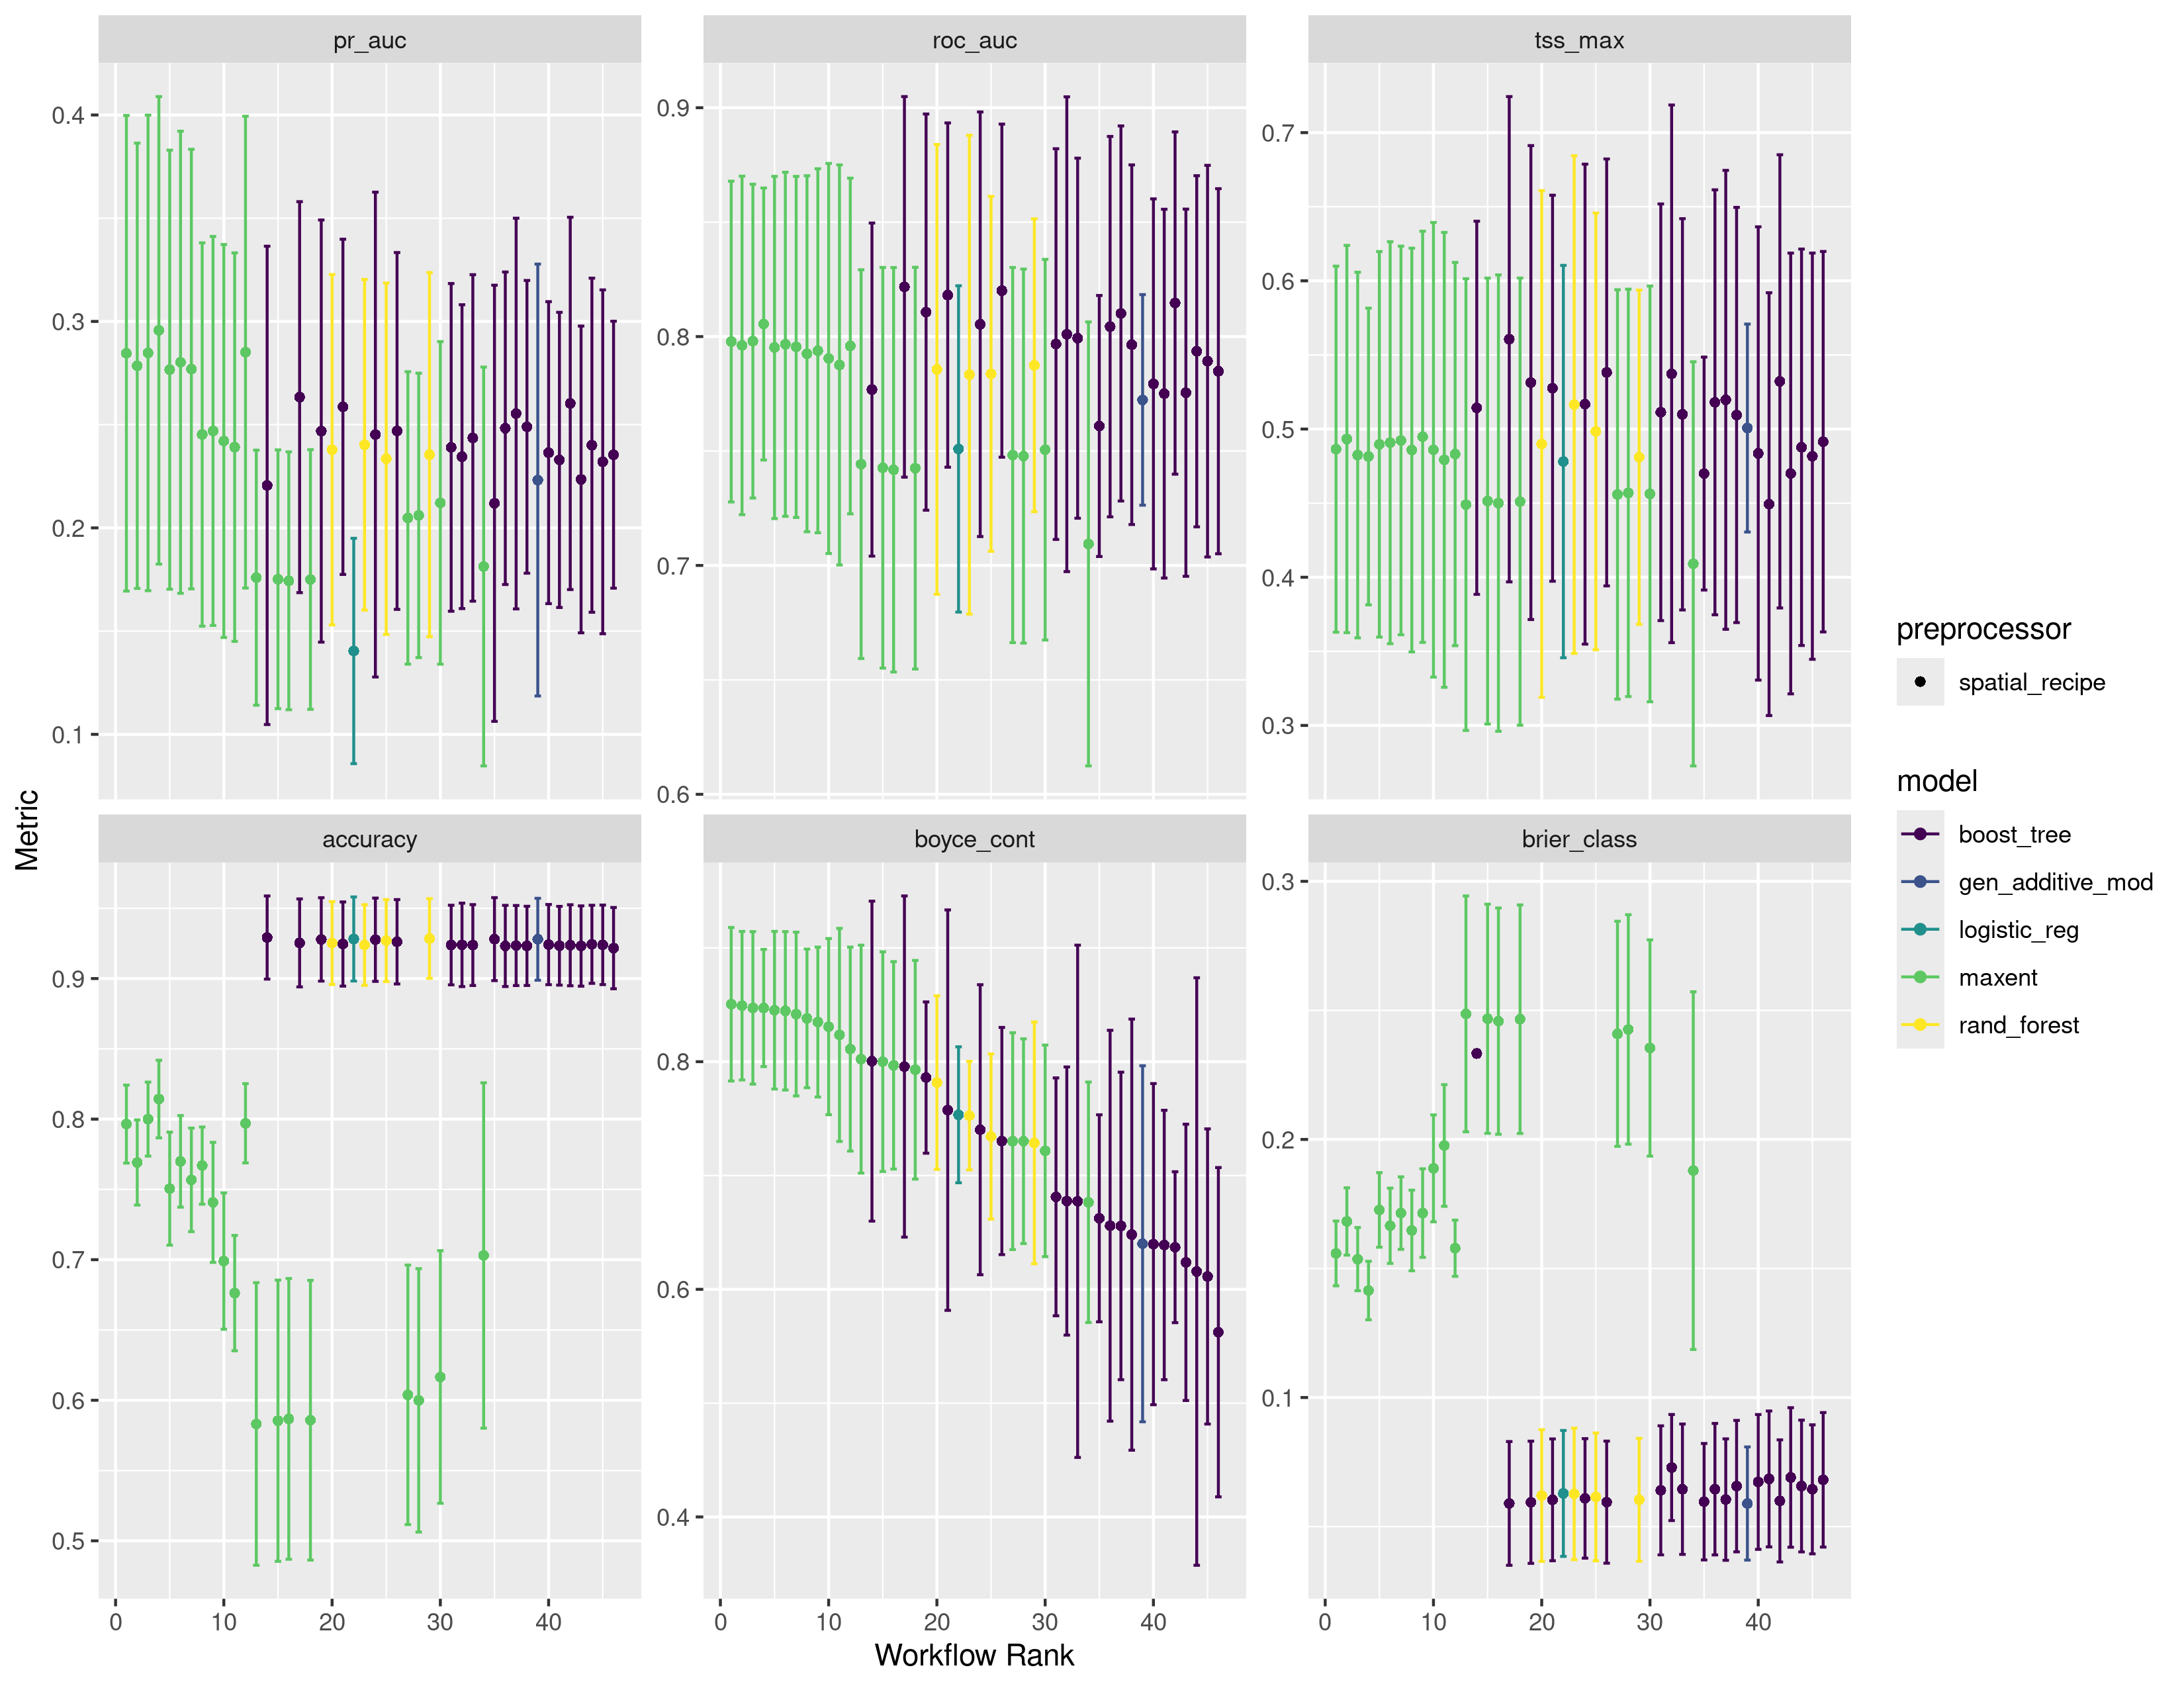 pr_auc
roc_auc
tss_max
0.4
0.3
0.2
0.1
0.9
0.8
0.7
0.6
0.7
0.6
0.5
0.4
0.3
Metric
accuracy
boyce_cont
brier_class
0.9
0.8
0.7
0.6
0.5
0.8
0.6
0.4
0.3
0.2
0.1
0 10 20 30 40
0 10 20 30 40
0 10 20 30 40
Workflow Rank
preprocessor
spatial_recipe
model
boost_tree
gen_additive_mod
logistic_reg
maxent
rand_forest